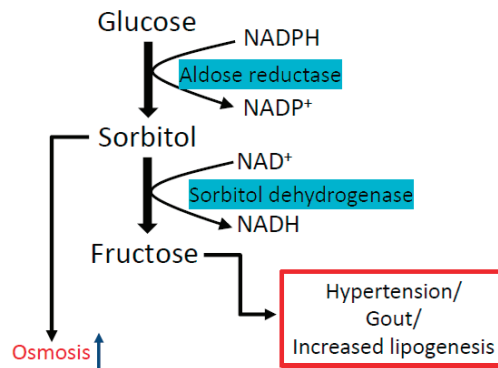 Glucose
NADPH
Aldose reductase
NADP⁺
Sorbitol
NAD⁺
Sorbitol dehydrogenase
NADH
Fructose
Hypertension/
Gout/
Increased lipogenesis
Osmosis